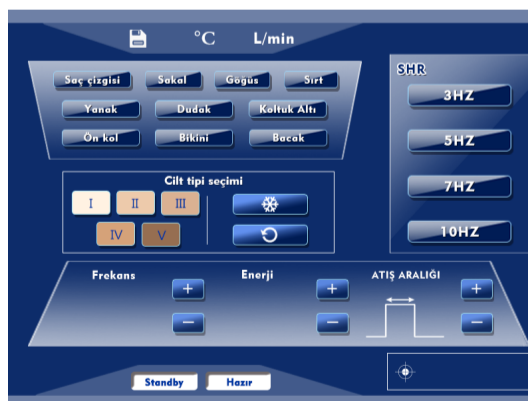 °C L/min
Saç çizgisi Sakal Göğüs Sırt
Yanak Dudak Koltuk Altı
Ön kol Bikini Bacak
SHR
3HZ
5HZ
7HZ
10HZ
Cilt tipi seçimi
I II III
IV V
Frekans Enerji ATIŞ ARALIĞI
+ + +
− − −
Standby Hazır